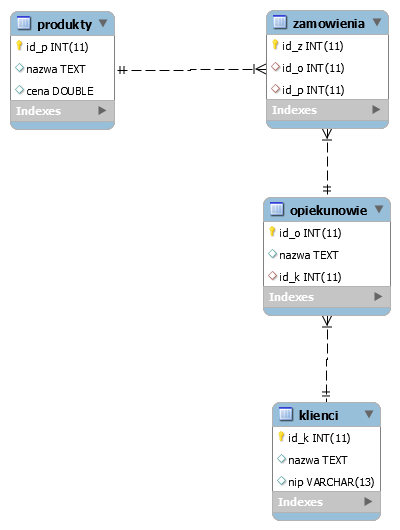 produkty
id_p INT(11)
nazwa TEXT
cena DOUBLE
Indexes
zamowienia
id_z INT(11)
id_o INT(11)
id_p INT(11)
Indexes
opiekunowie
id_o INT(11)
nazwa TEXT
id_k INT(11)
Indexes
klienci
id_k INT(11)
nazwa TEXT
nip VARCHAR(13)
Indexes